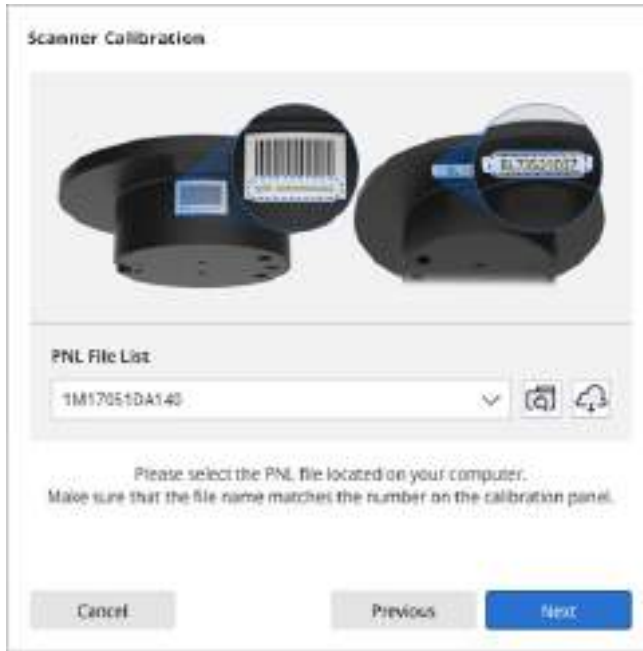 Scanner Calibration
PNL File List
1M17051DA140
Please select the PNL file located on your computer.
Make sure that the file name matches the number on the calibration panel.
Cancel
Previous
Next